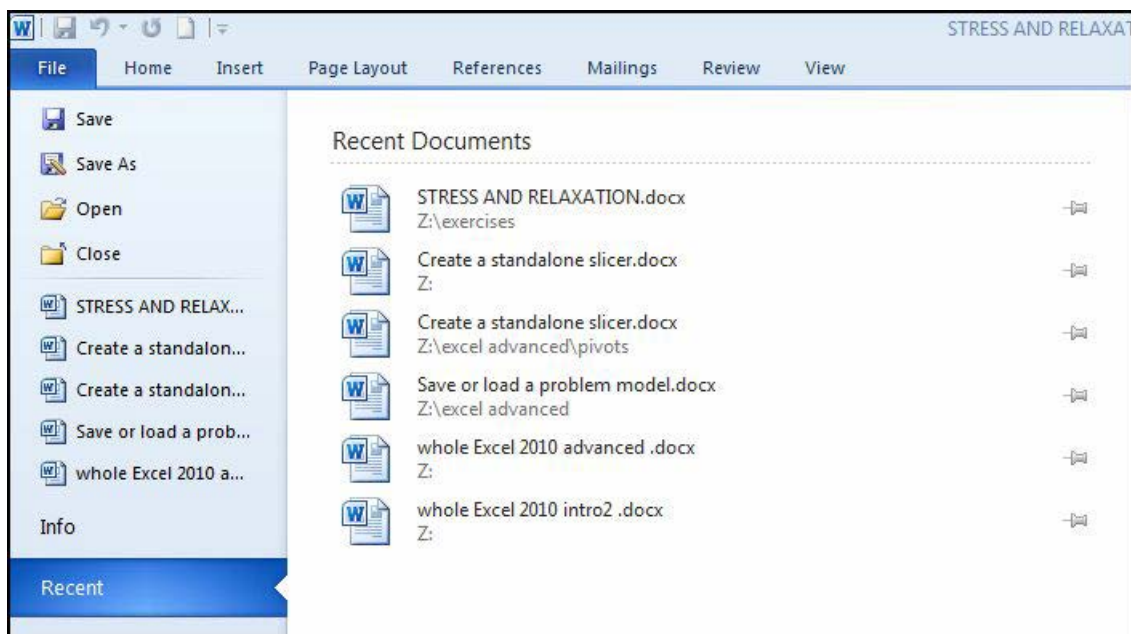 STRESS AND RELAXAT
File Home Insert Page Layout References Mailings Review View
Save
Save As
Open
Close
STRESS AND RELAX...
Create a standalon...
Create a standalon...
Save or load a prob...
whole Excel 2010 a...
Info
Recent
Recent Documents
STRESS AND RELAXATION.docx
Z:\exercises
Create a standalone slicer.docx
Z:
Create a standalone slicer.docx
Z:\excel advanced\pivots
Save or load a problem model.docx
Z:\excel advanced
whole Excel 2010 advanced .docx
Z:
whole Excel 2010 intro2 .docx
Z: